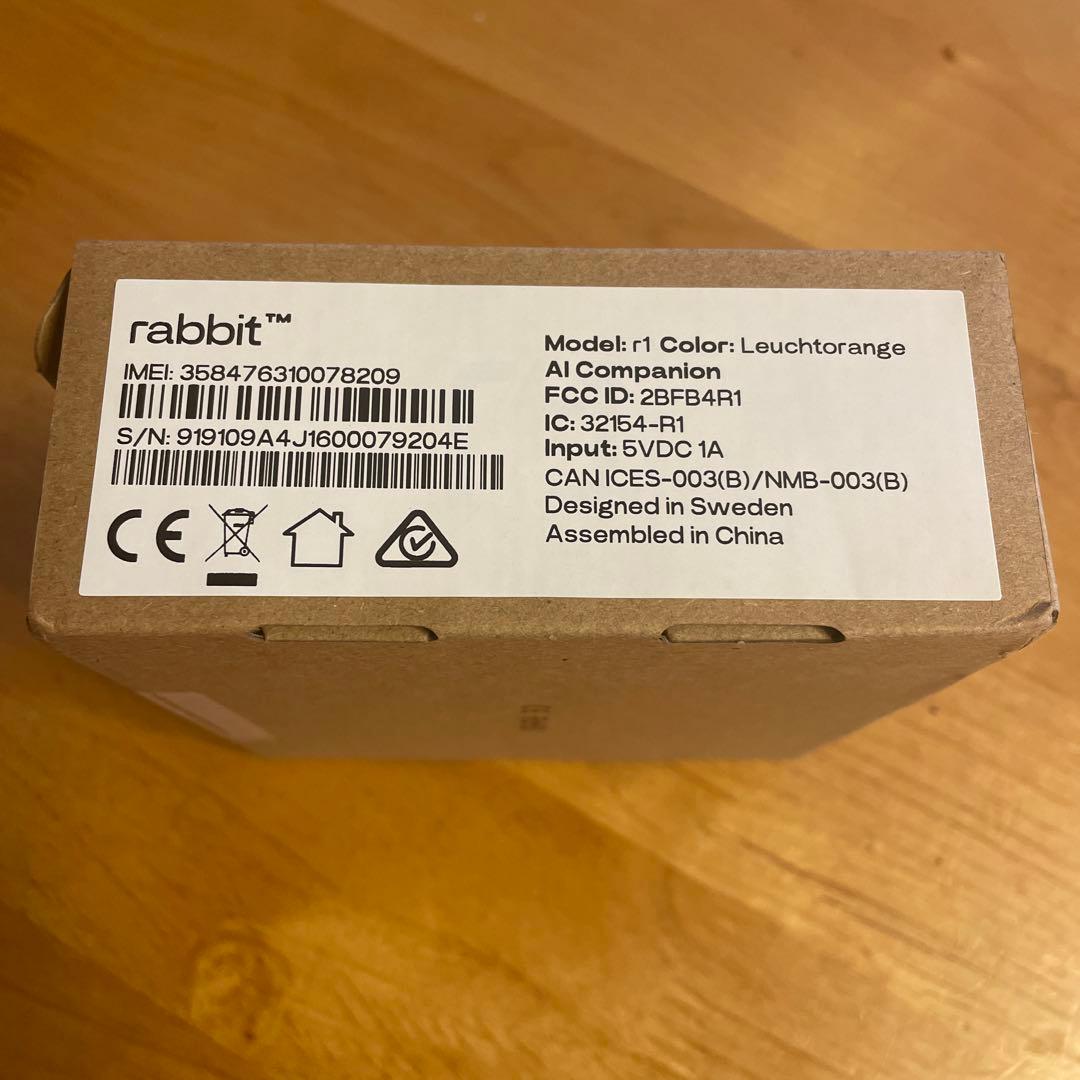 rabbit™
IMEI: 358476310078209
S/N: 919109A4J1600079204E
CE
Model: r1 Color: Leuchtorange
AI Companion
FCC ID: 2BFB4R1
IC: 32154-R1
Input: 5VDC 1A
CAN ICES-003(B)/NMB-003(B)
Designed in Sweden
Assembled in China